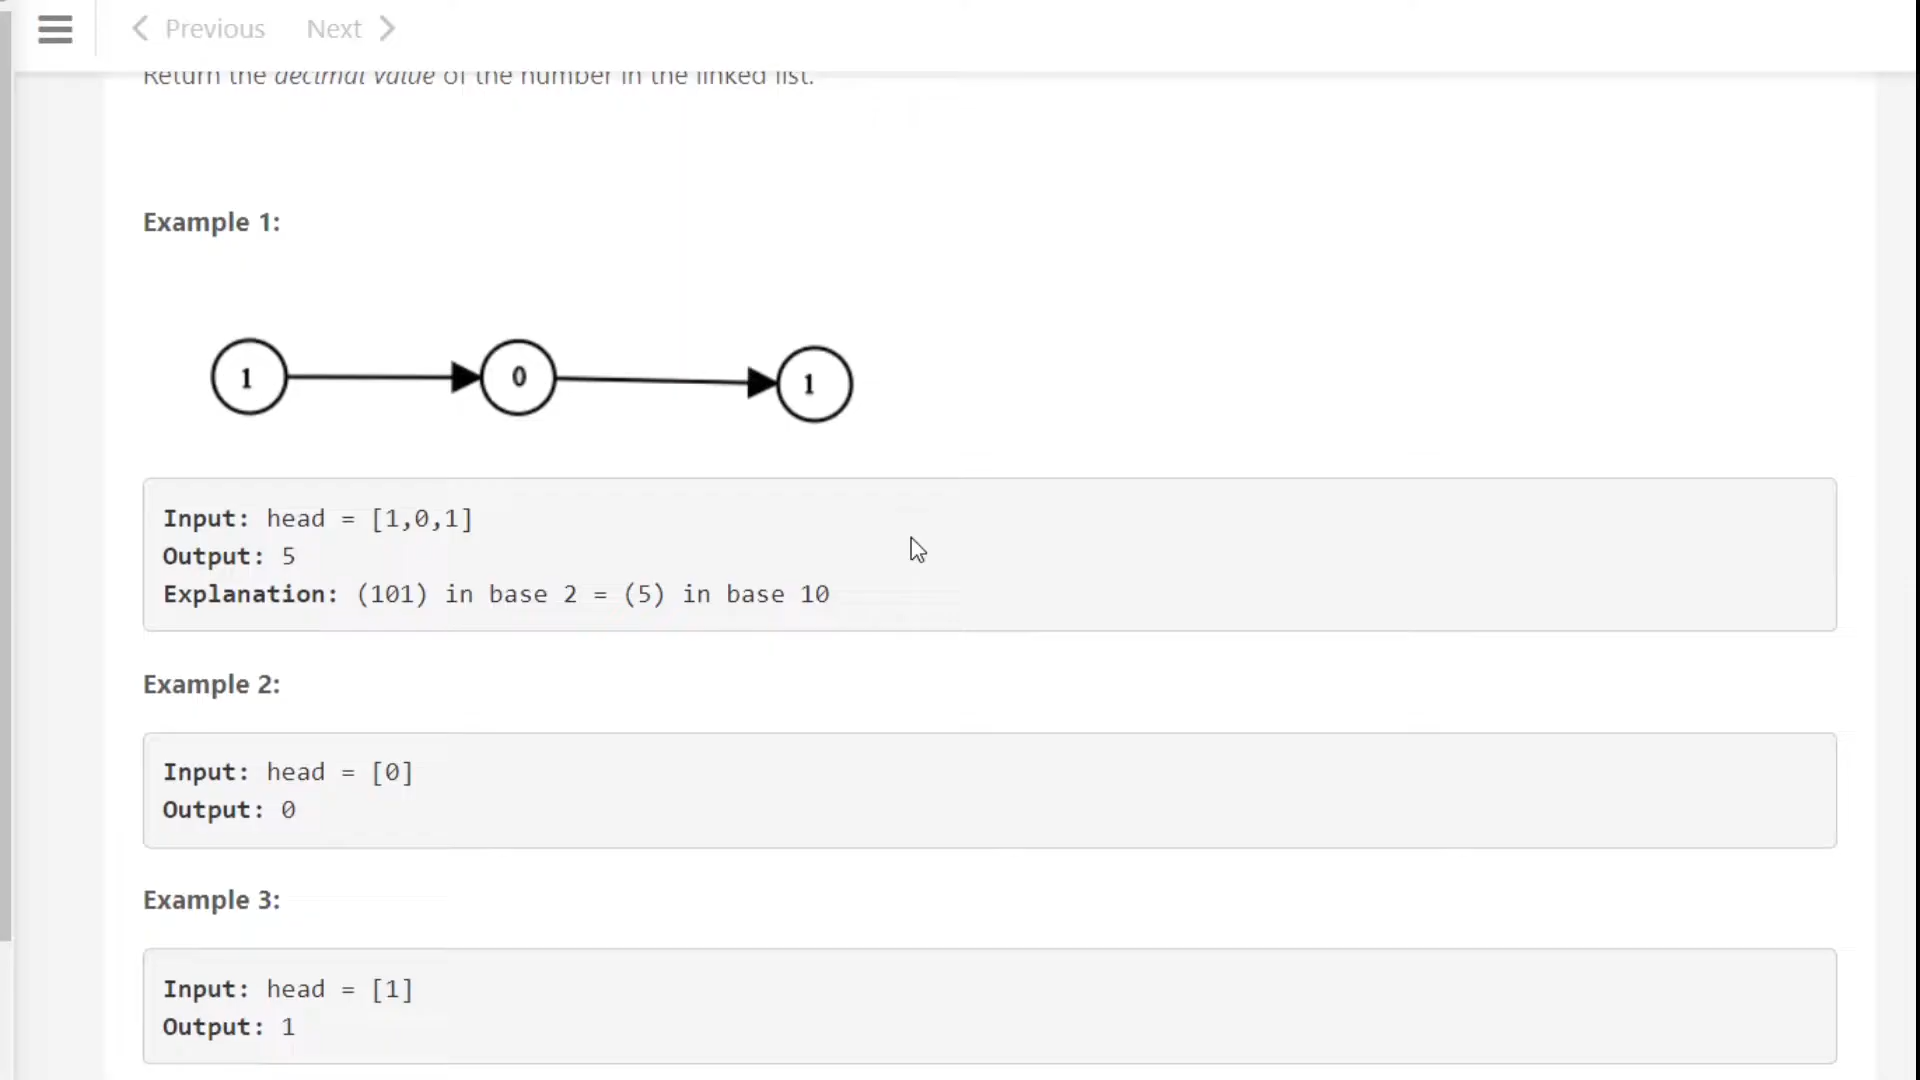 Previous Next
Return the decimal value of the number in the linked list.
Example 1:
1 0 1
Input: head = [1,0,1]
Output: 5
Explanation: (101) in base 2 = (5) in base 10
Example 2:
Input: head = [0]
Output: 0
Example 3:
Input: head = [1]
Output: 1